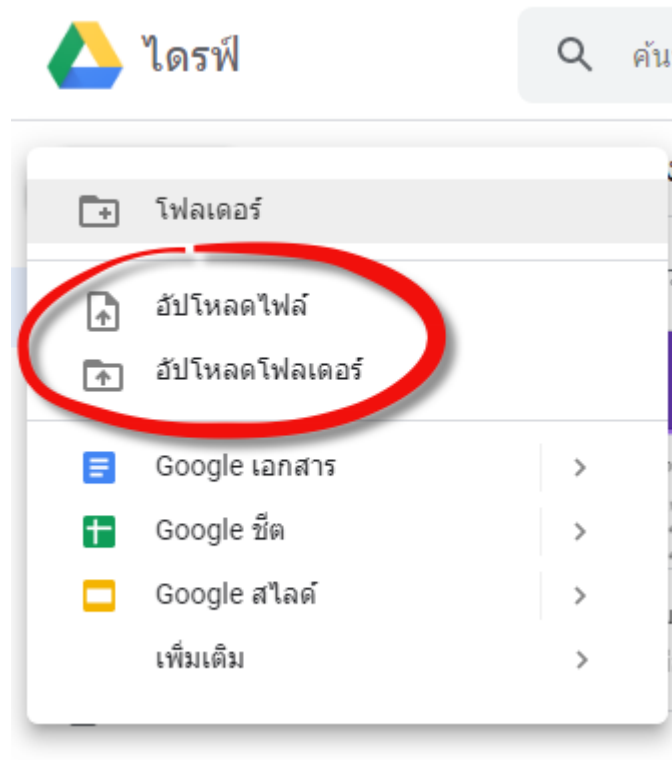 ไดรฟ์
ค้น
โฟลเดอร์
อัปโหลดไฟล์
อัปโหลดโฟลเดอร์
Google เอกสาร
Google ชีต
Google สไลด์
เพิ่มเติม